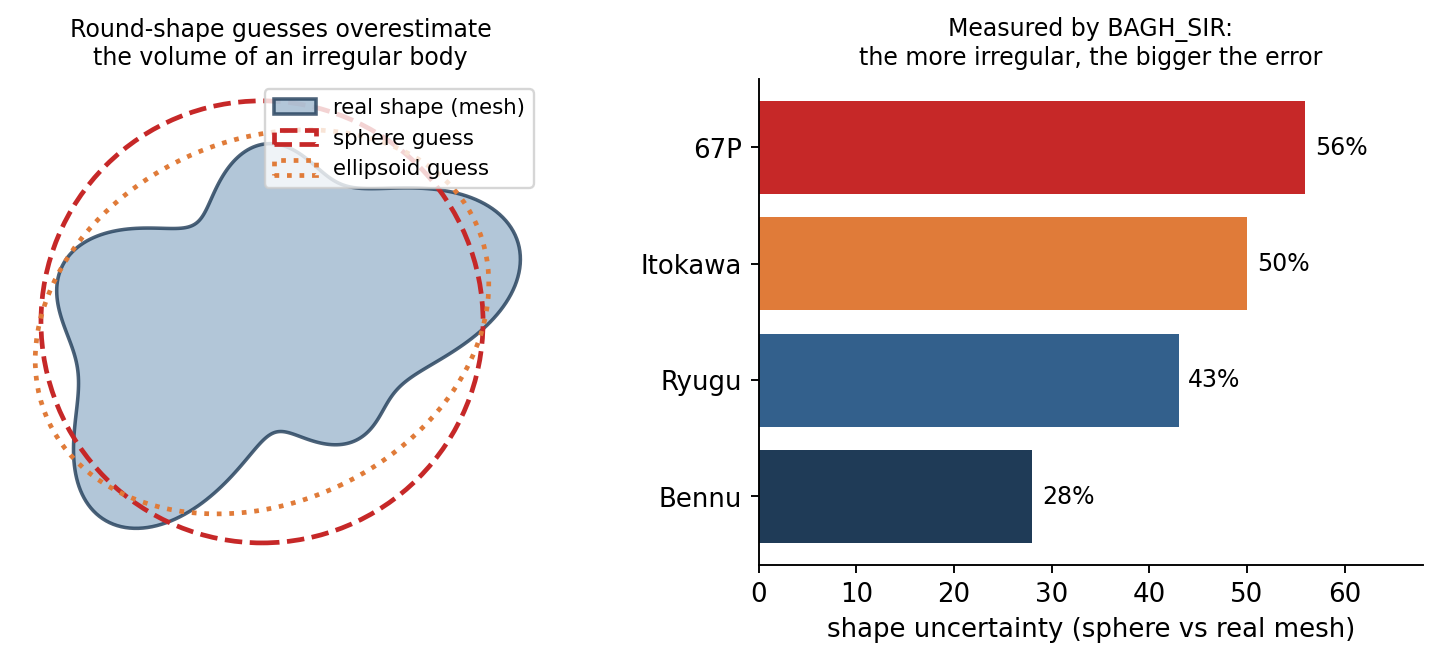 Round-shape guesses overestimate
the volume of an irregular body
real shape (mesh)
sphere guess
ellipsoid guess
Measured by BAGH_SIR:
the more irregular, the bigger the error
67P
56%
Itokawa
50%
Ryugu
43%
Bennu
28%
0 10 20 30 40 50 60
shape uncertainty (sphere vs real mesh)